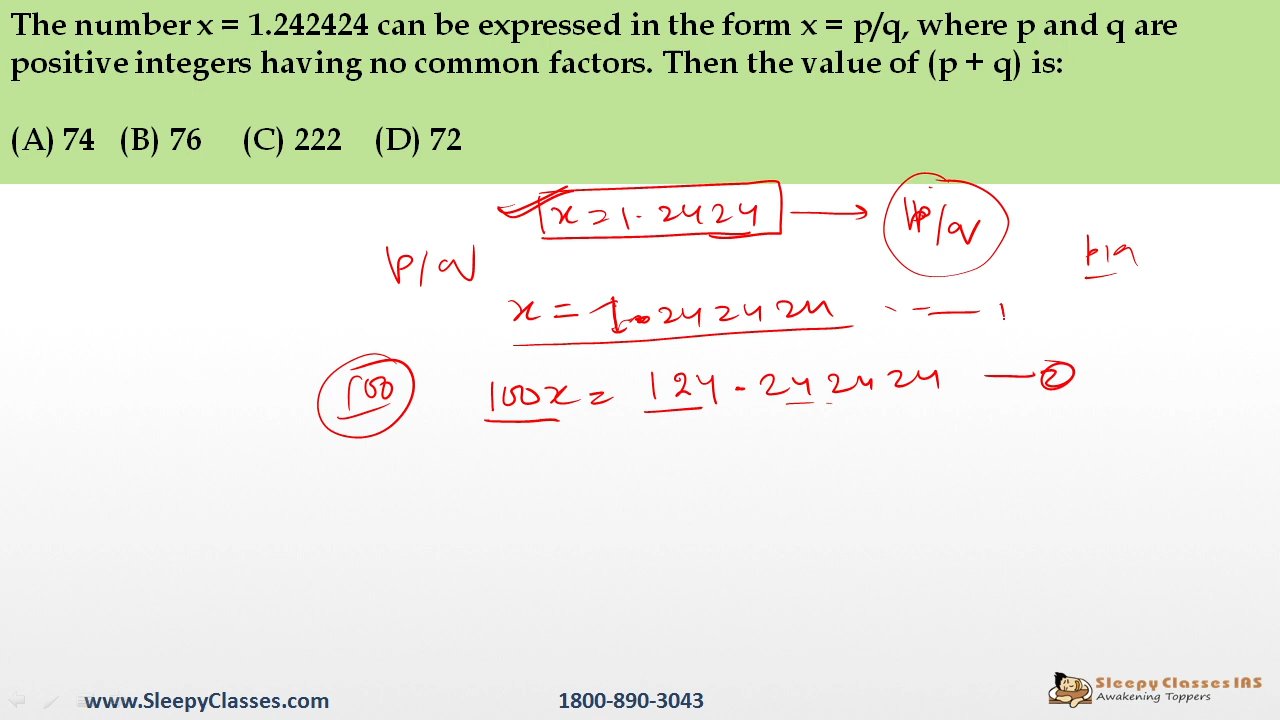 The number x = 1.242424 can be expressed in the form x = p/q, where p and q are
positive integers having no common factors. Then the value of (p + q) is:
(A) 74 (B) 76 (C) 222 (D) 72
x = 1.2424 → p/q
p/q
p/q
x = 1.242424 — 1
100
100x = 124.242424 — 2
www.SleepyClasses.com
1800-890-3043
Sleepy Classes IAS
Awakening Toppers